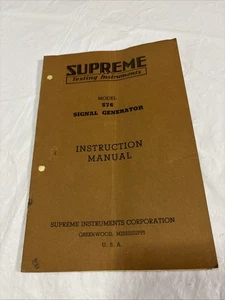 SUPREME
Testing Instruments
MODEL
576
SIGNAL GENERATOR
INSTRUCTION
MANUAL
SUPREME INSTRUMENTS CORPORATION
GREENWOOD, MISSISSIPPI
U. S. A.